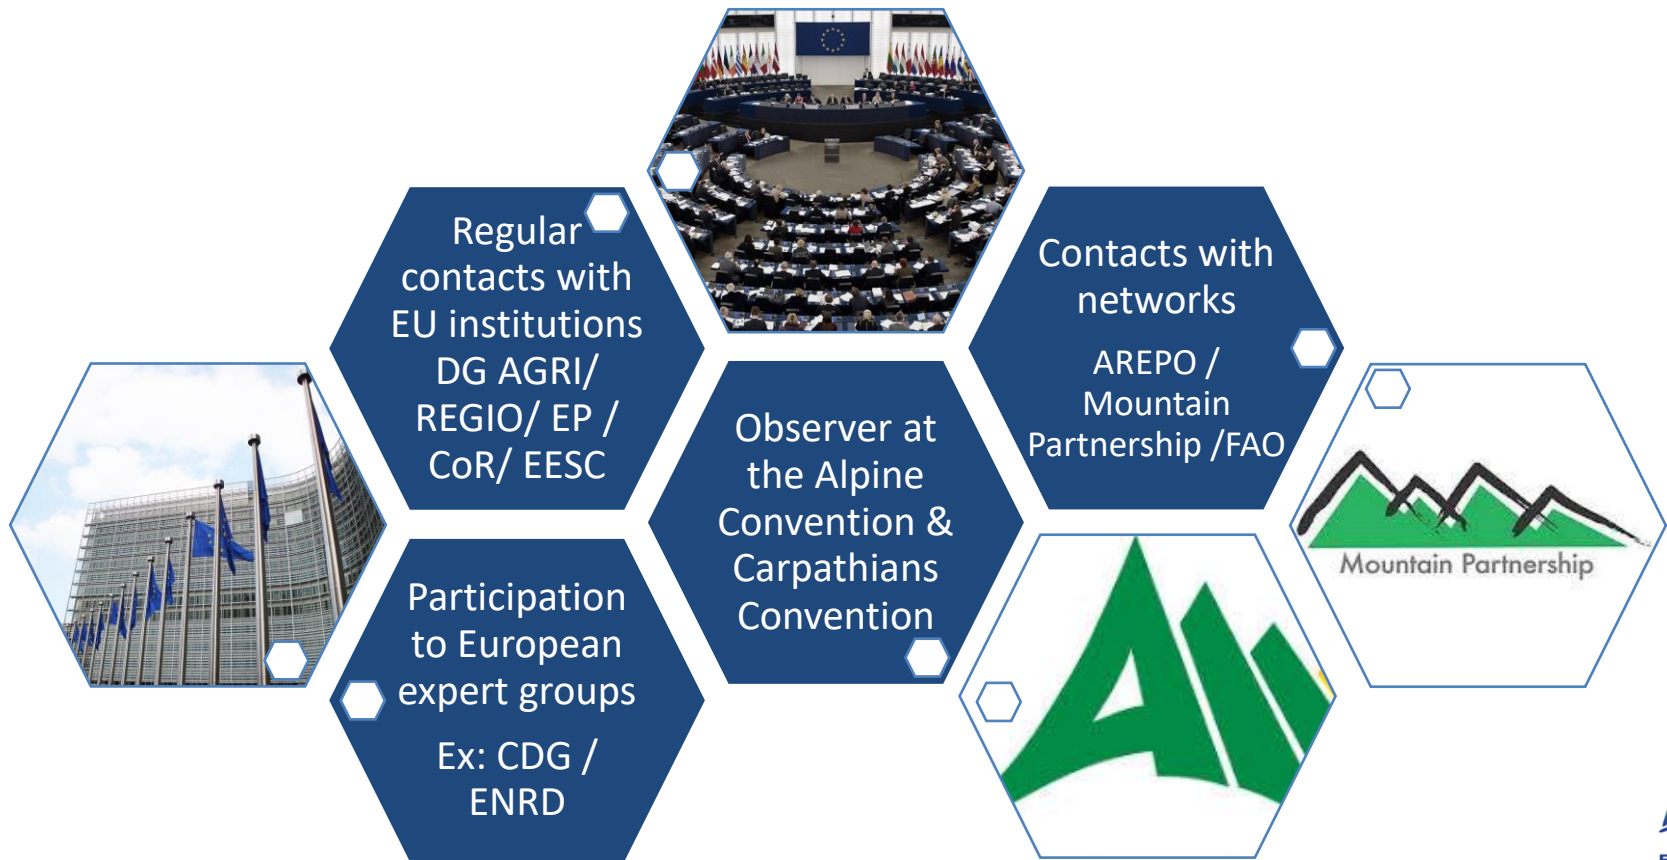 Regular
contacts with
EU institutions
DG AGRI/
REGIO/ EP /
CoR/ EESC
Participation
to European
expert groups
Ex: CDG /
ENRD
Observer at
the Alpine
Convention &
Carpathians
Convention
Contacts with
networks
AREPO /
Mountain
Partnership /FAO
Mountain Partnership